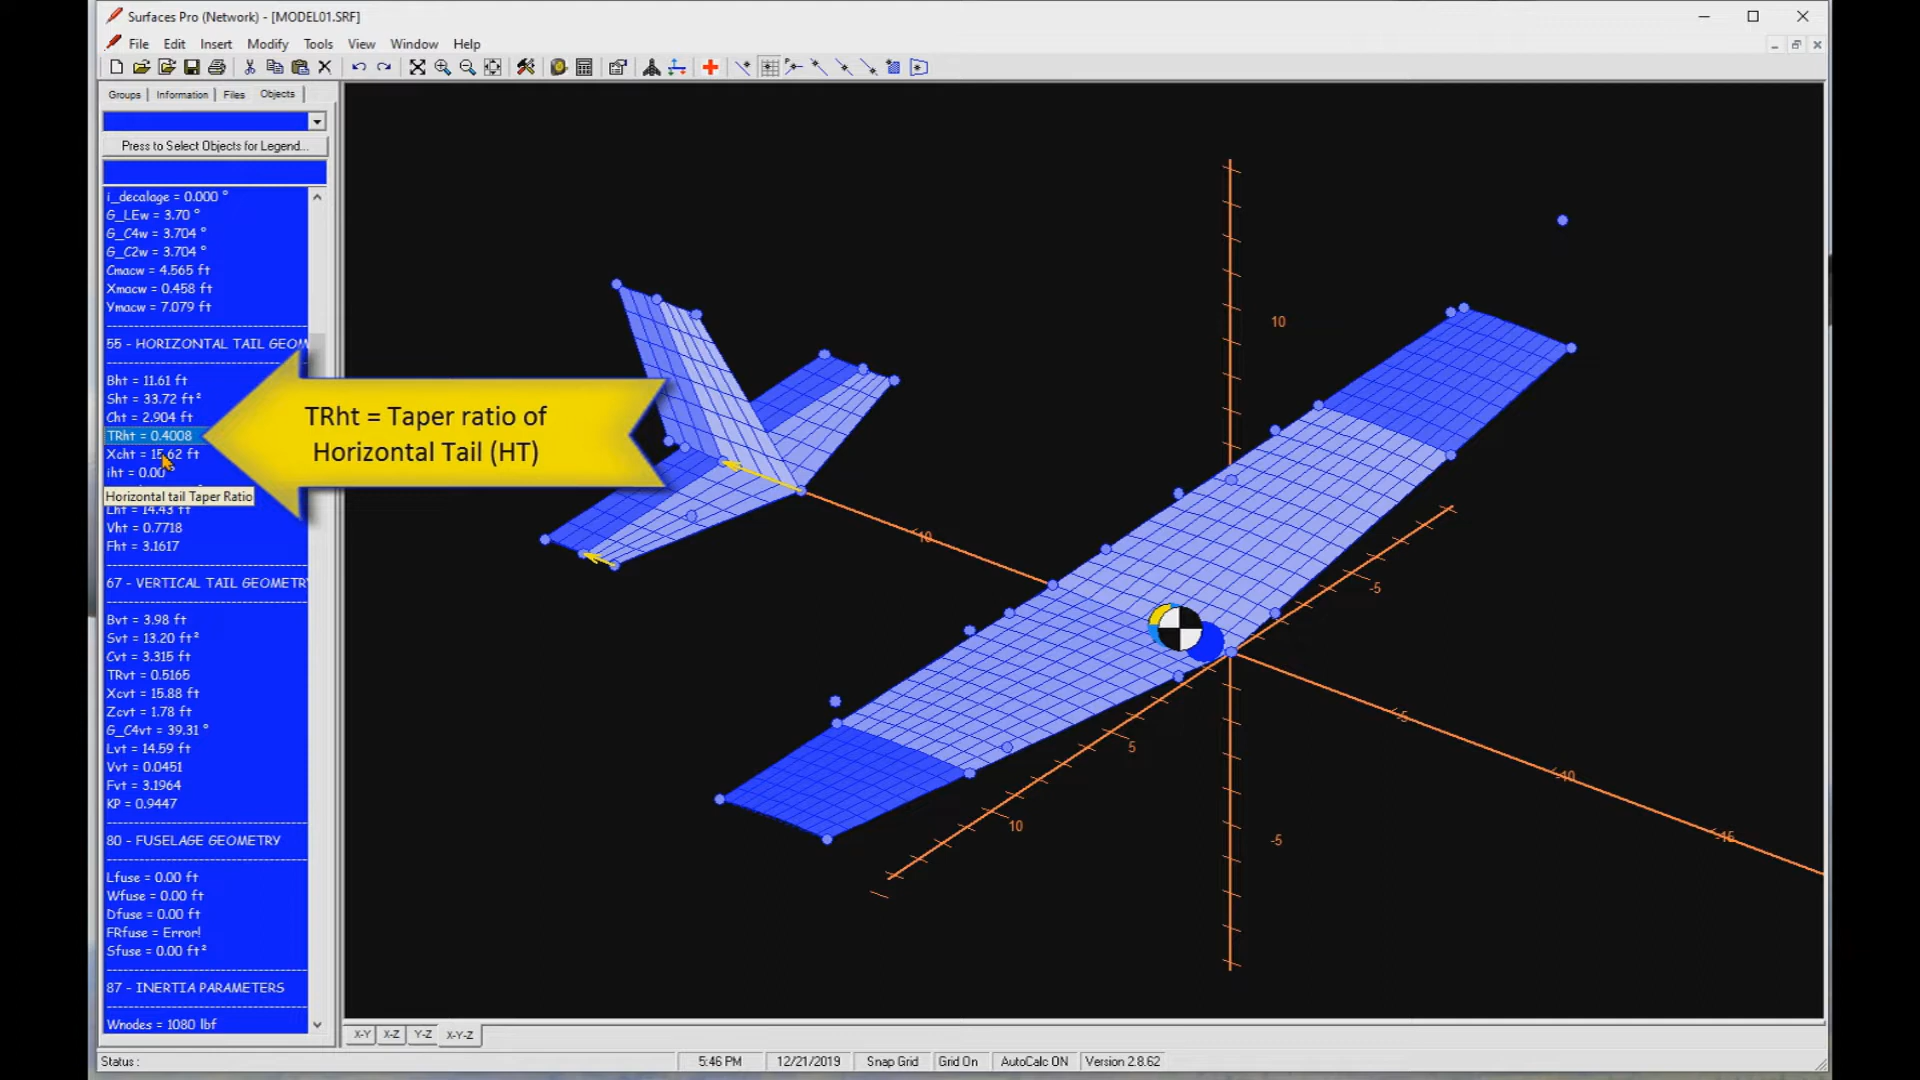 Surfaces Pro (Network) - [MODEL01.SRF]
File Edit Insert Modify Tools View Window Help
Groups Information Files Objects
Press to Select Objects for Legend...
i_decalage = 0.000 °
G_LEw = 3.70 °
G_C4w = 3.704 °
G_C2w = 3.704 °
Cmacw = 4.565 ft
Xmacw = 0.458 ft
Ymacw = 7.079 ft
55 - HORIZONTAL TAIL GEOM
Bht = 11.61 ft
Sht = 33.72 ft²
Cht = 2.904 ft
TRht = 0.4008
Xcht = 15.62 ft
iht = 0.00
Horizontal tail Taper Ratio
Lht = 14.43 ft
Vht = 0.7718
Fht = 3.1617
67 - VERTICAL TAIL GEOMETRY
Bvt = 3.98 ft
Svt = 13.20 ft²
Cvt = 3.315 ft
TRvt = 0.5165
Xcvt = 15.88 ft
Zcvt = 1.78 ft
G_C4vt = 39.31 °
Lvt = 14.59 ft
Vvt = 0.0451
Fvt = 3.1964
KP = 0.9447
80 - FUSELAGE GEOMETRY
Lfuse = 0.00 ft
Wfuse = 0.00 ft
Dfuse = 0.00 ft
FRfuse = Error!
Sfuse = 0.00 ft²
87 - INERTIA PARAMETERS
Wnodes = 1080 lbf
TRht = Taper ratio of
Horizontal Tail (HT)
10
10
-5
-5
5
-10
10
-15
-5
X-Y X-Z Y-Z X-Y-Z
Status : 5:46 PM 12/21/2019 Snap Grid Grid On AutoCalc ON Version 2.8.62